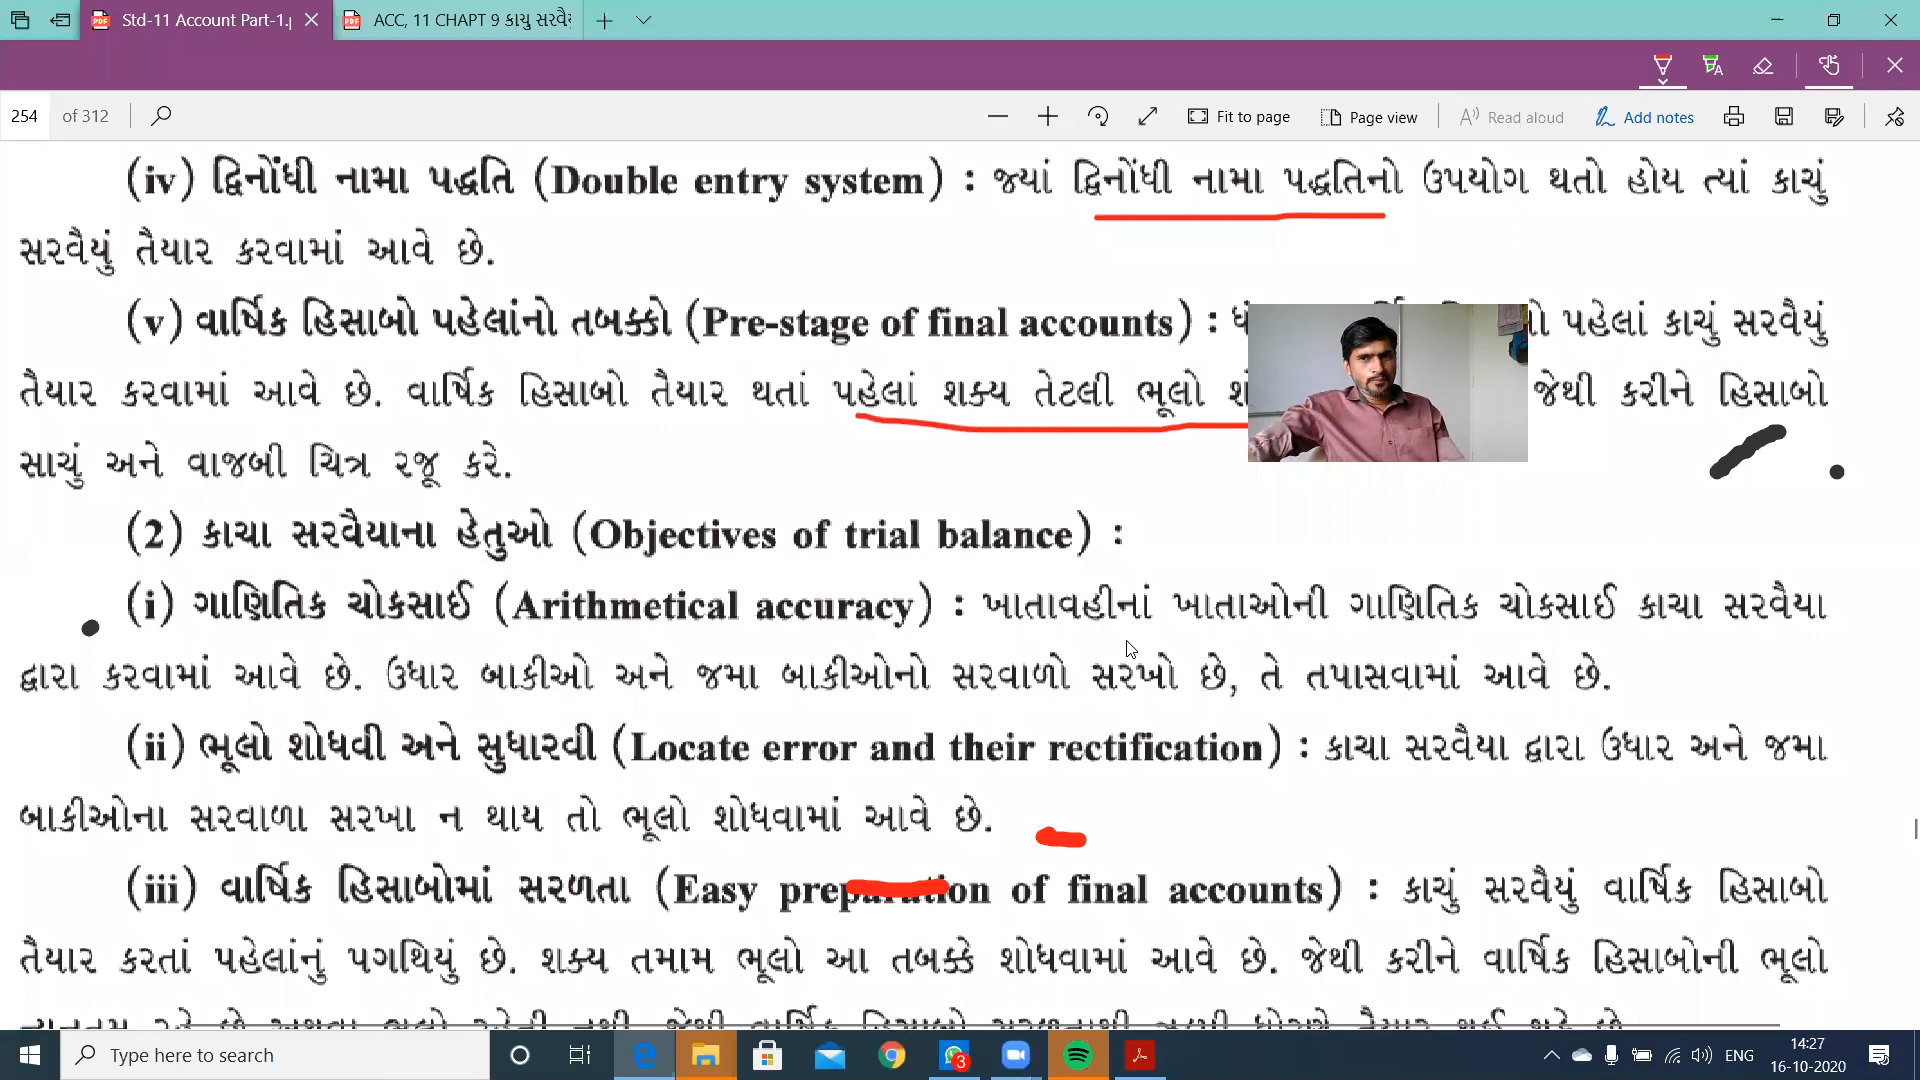 Std-11 Account Part-1.p
ACC, 11 CHAPT 9 કાચુ સરવૈ
254 of 312
Fit to page
Page view
Read aloud
Add notes
(iv) દ્વિનોંધી નામા પદ્ધતિ (Double entry system) : જ્યાં દ્વિનોંધી નામા પદ્ધતિનો ઉપયોગ થતો હોય ત્યાં કાચું
સરવૈયું તૈયાર કરવામાં આવે છે.
(v) વાર્ષિક હિસાબો પહેલાંનો તબક્કો (Pre-stage of final accounts) : પહેલાં કાચું સરવૈયું
તૈયાર કરવામાં આવે છે. વાર્ષિક હિસાબો તૈયાર થતાં પહેલાં શક્ય તેટલી ભૂલો જેથી કરીને હિસાબો
સાચું અને વાજબી ચિત્ર રજૂ કરે.
(2) કાચા સરવૈયાના હેતુઓ (Objectives of trial balance) :
(i) ગાણિતિક ચોકસાઈ (Arithmetical accuracy) : ખાતાવહીનાં ખાતાઓની ગાણિતિક ચોકસાઈ કાચા સરવૈયા
દ્વારા કરવામાં આવે છે. ઉધાર બાકીઓ અને જમા બાકીઓનો સરવાળો સરખો છે, તે તપાસવામાં આવે છે.
(ii) ભૂલો શોધવી અને સુધારવી (Locate error and their rectification) : કાચા સરવૈયા દ્વારા ઉધાર અને જમા
બાકીઓના સરવાળા સરખા ન થાય તો ભૂલો શોધવામાં આવે છે.
(iii) વાર્ષિક હિસાબોમાં સરળતા (Easy preparation of final accounts) : કાચું સરવૈયું વાર્ષિક હિસાબો
તૈયાર કરતાં પહેલાંનું પગથિયું છે. શક્ય તમામ ભૂલો આ તબક્કે શોધવામાં આવે છે. જેથી કરીને વાર્ષિક હિસાબોની ભૂલો
Type here to search
3
ENG
14:27
16-10-2020